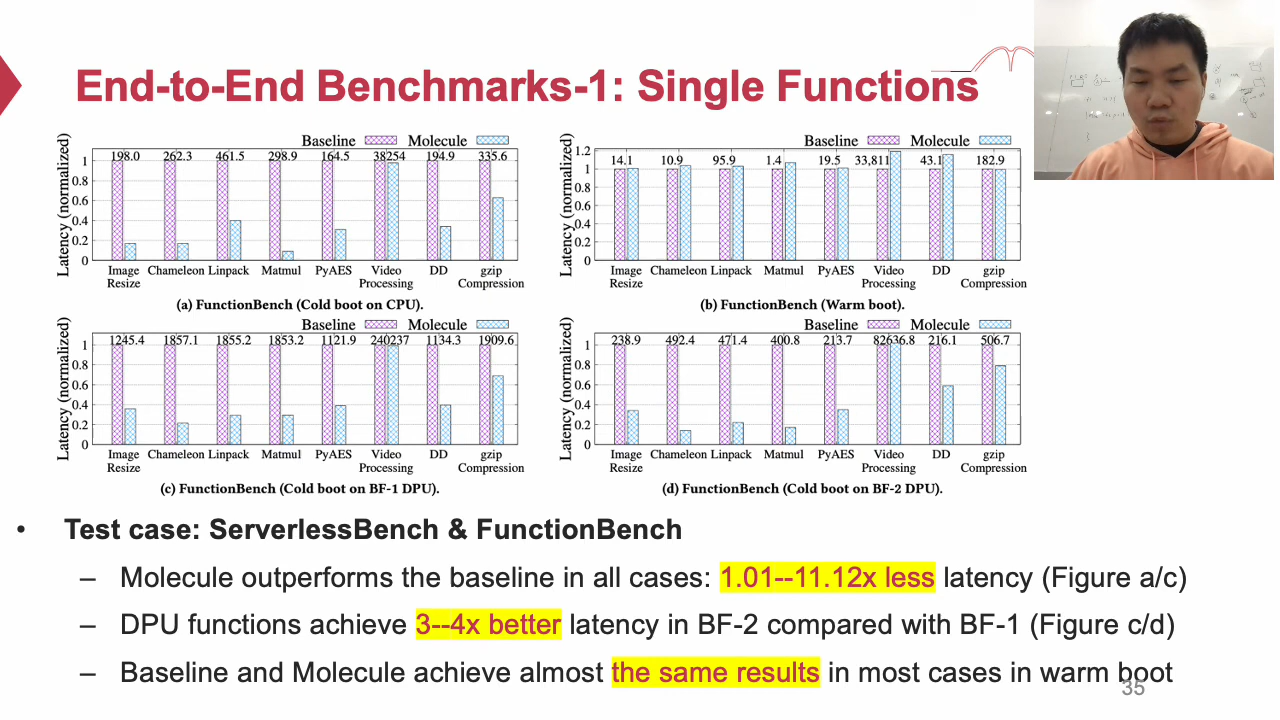 End-to-End Benchmarks-1: Single Functions
Baseline Molecule
Latency (normalized)
1
0.8
0.6
0.4
0.2
0
198.0 262.3 461.5 298.9 164.5 38254 194.9 335.6
Image Resize Chameleon Linpack Matmul PyAES Video Processing DD gzip Compression
(a) FunctionBench (Cold boot on CPU).
Baseline Molecule
Latency (normalized)
1.2
1
0.8
0.6
0.4
0.2
0
14.1 10.9 95.9 1.4 19.5 33,811 43.1 182.9
Image Resize Chameleon Linpack Matmul PyAES Video Processing DD gzip Compression
(b) FunctionBench (Warm boot).
Baseline Molecule
Latency (normalized)
1
0.8
0.6
0.4
0.2
0
1245.4 1857.1 1855.2 1853.2 1121.9 240237 1134.3 1909.6
Image Resize Chameleon Linpack Matmul PyAES Video Processing DD gzip Compression
(c) FunctionBench (Cold boot on BF-1 DPU).
Baseline Molecule
Latency (normalized)
1
0.8
0.6
0.4
0.2
0
238.9 492.4 471.4 400.8 213.7 82636.8 216.1 506.7
Image Resize Chameleon Linpack Matmul PyAES Video Processing DD gzip Compression
(d) FunctionBench (Cold boot on BF-2 DPU).
• Test case: ServerlessBench & FunctionBench
– Molecule outperforms the baseline in all cases: 1.01--11.12x less latency (Figure a/c)
– DPU functions achieve 3--4x better latency in BF-2 compared with BF-1 (Figure c/d)
– Baseline and Molecule achieve almost the same results in most cases in warm boot
35